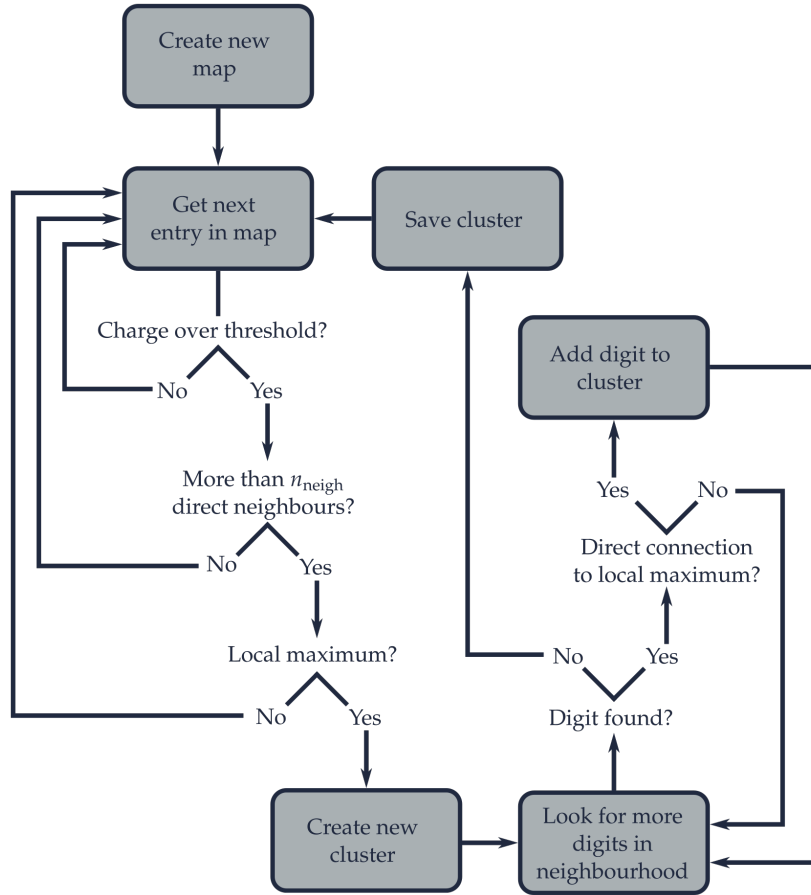 Create new
map
Get next
entry in map
Save cluster
Charge over threshold?
No
Yes
More than n_neigh
direct neighbours?
No
Yes
Local maximum?
No
Yes
Create new
cluster
Look for more
digits in
neighbourhood
Digit found?
No
Yes
Direct connection
to local maximum?
Yes
No
Add digit to
cluster